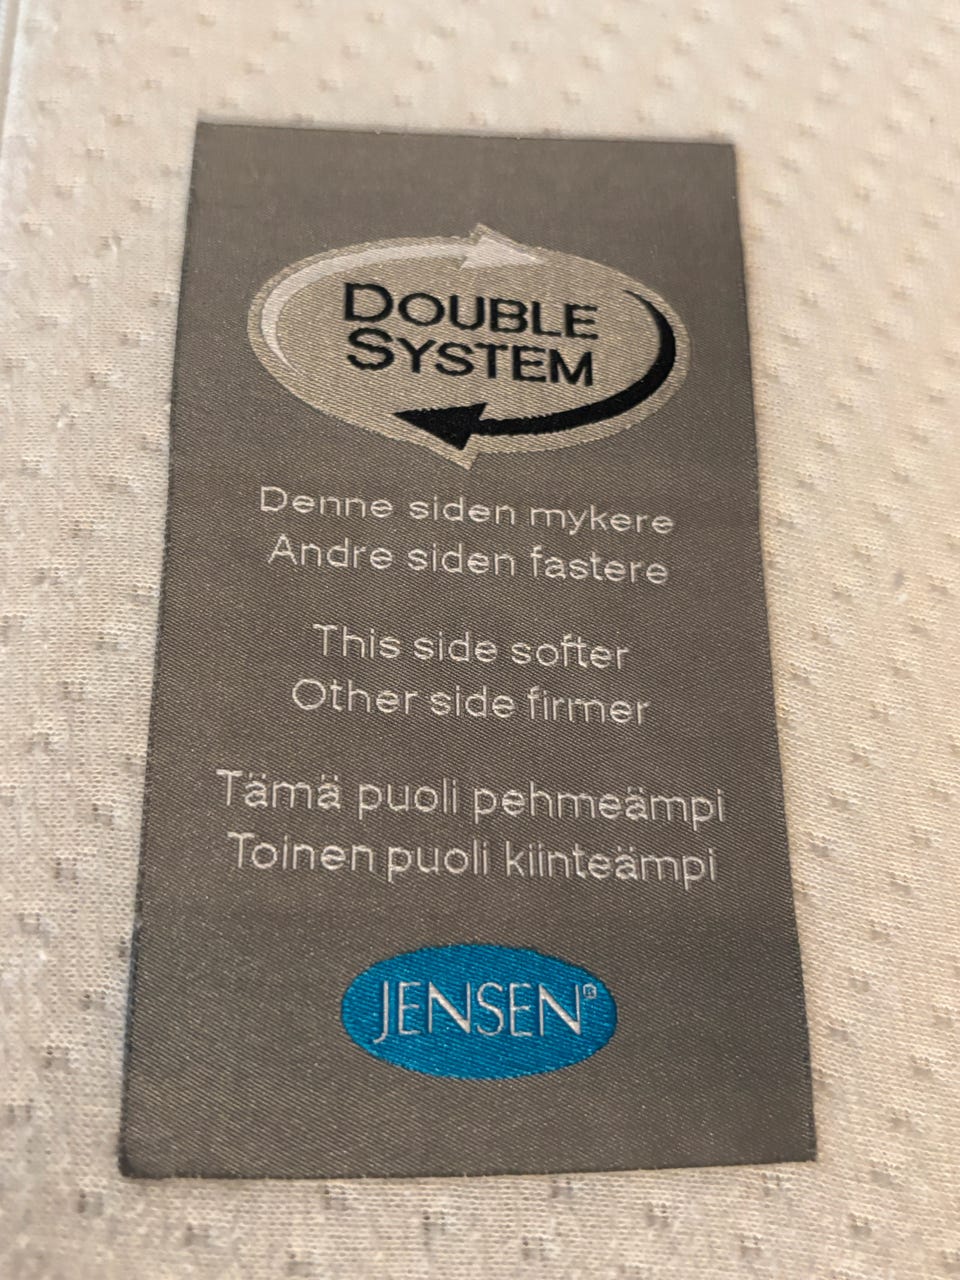 DOUBLE
SYSTEM
Denne siden mykere
Andre siden fastere
This side softer
Other side firmer
Tämä puoli pehmeämpi
Toinen puoli kiinteämpi
JENSEN®